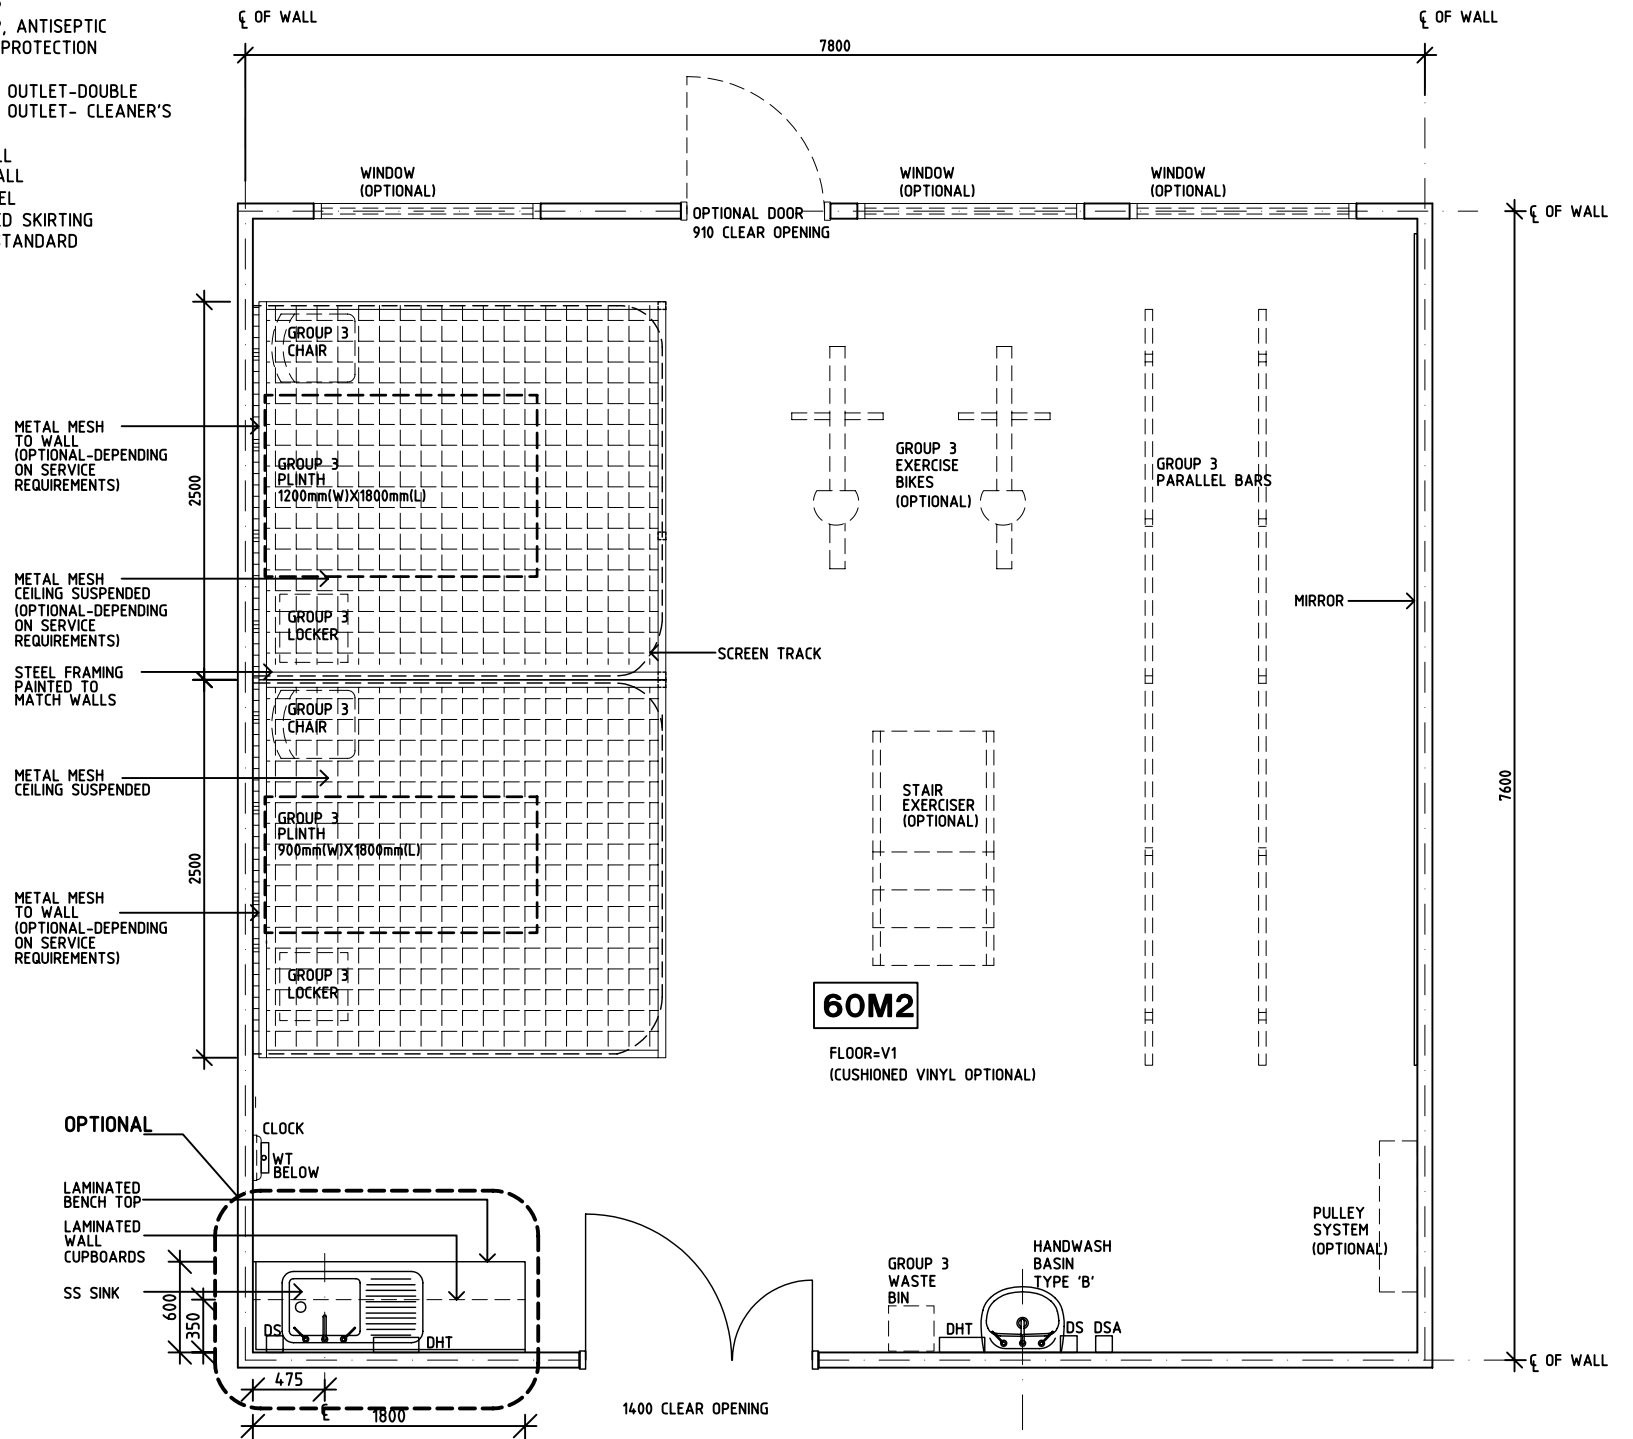 ℄ OF WALL
℄ OF WALL
, ANTISEPTIC
PROTECTION
7800
OUTLET-DOUBLE
OUTLET- CLEANER'S
ED SKIRTING
STANDARD
WINDOW
(OPTIONAL)
WINDOW
(OPTIONAL)
WINDOW
(OPTIONAL)
OPTIONAL DOOR
910 CLEAR OPENING
℄ OF WALL
GROUP 3
CHAIR
METAL MESH
TO WALL
(OPTIONAL-DEPENDING
ON SERVICE
REQUIREMENTS)
2500
GROUP 3
PLINTH
1200mm(W)X1800mm(L)
GROUP 3
EXERCISE
BIKES
(OPTIONAL)
GROUP 3
PARALLEL BARS
METAL MESH
CEILING SUSPENDED
(OPTIONAL-DEPENDING
ON SERVICE
REQUIREMENTS)
GROUP 3
LOCKER
MIRROR
SCREEN TRACK
STEEL FRAMING
PAINTED TO
MATCH WALLS
GROUP 3
CHAIR
METAL MESH
CEILING SUSPENDED
7600
STAIR
EXERCISER
(OPTIONAL)
GROUP 3
PLINTH
900mm(W)X1800mm(L)
2500
METAL MESH
TO WALL
(OPTIONAL-DEPENDING
ON SERVICE
REQUIREMENTS)
GROUP 3
LOCKER
60M2
FLOOR=V1
(CUSHIONED VINYL OPTIONAL)
OPTIONAL
CLOCK
WT
BELOW
LAMINATED
BENCH TOP
LAMINATED
WALL
CUPBOARDS
SS SINK
600
350
DS
DHT
PULLEY
SYSTEM
(OPTIONAL)
GROUP 3
WASTE
BIN
HANDWASH
BASIN
TYPE 'B'
DHT
DS
DSA
℄ OF WALL
475
℄
1800
1400 CLEAR OPENING